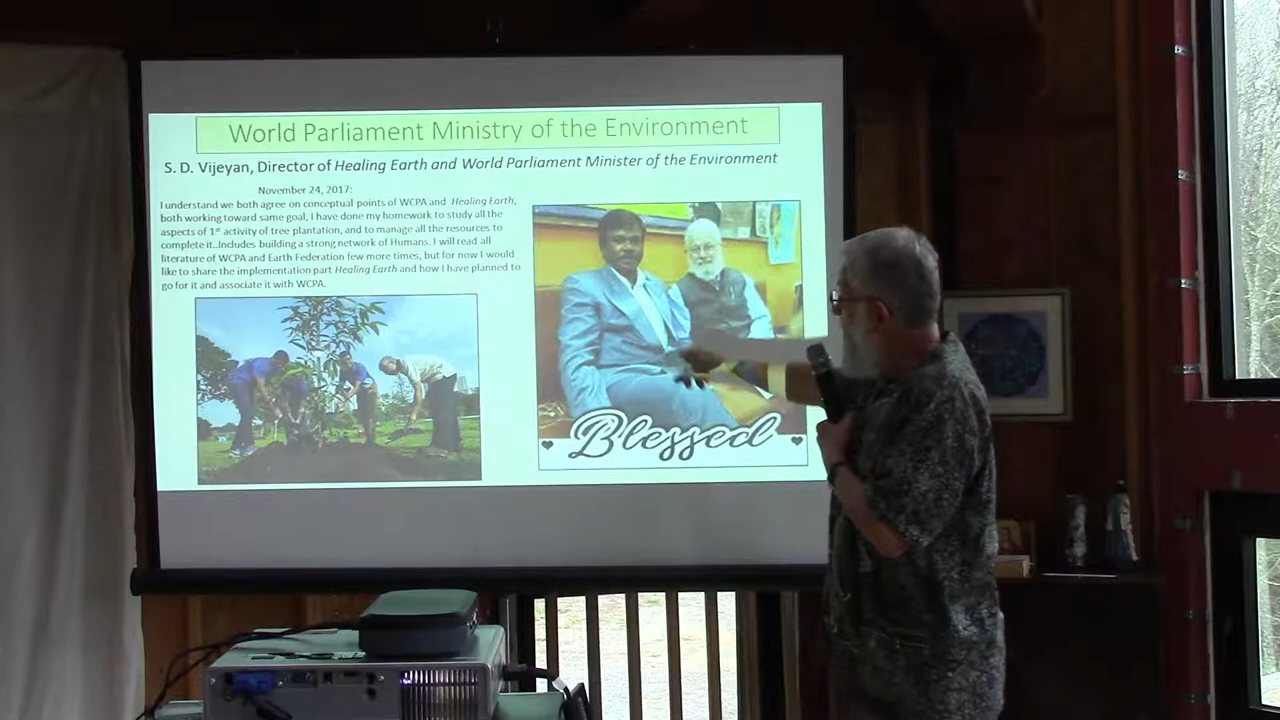 World Parliament Ministry of the Environment
S. D. Vijeyan, Director of Healing Earth and World Parliament Minister of the Environment
November 24, 2017:
I understand we both agree on conceptual points of WCPA and Healing Earth,
both working toward same goal, I have done my homework to study all the
aspects of 1st activity of tree plantation, and to manage all the resources to
complete it..Includes building a strong network of Humans. I will read all
literature of WCPA and Earth Federation few more times, but for now I would
like to share the implementation part Healing Earth and how I have planned to
go for it and associate it with WCPA.
Blessed